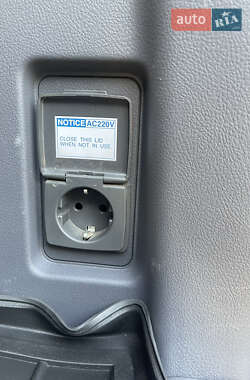 AUTO.RIA
NOTICE AC220V
CLOSE THIS LID
WHEN NOT IN USE.